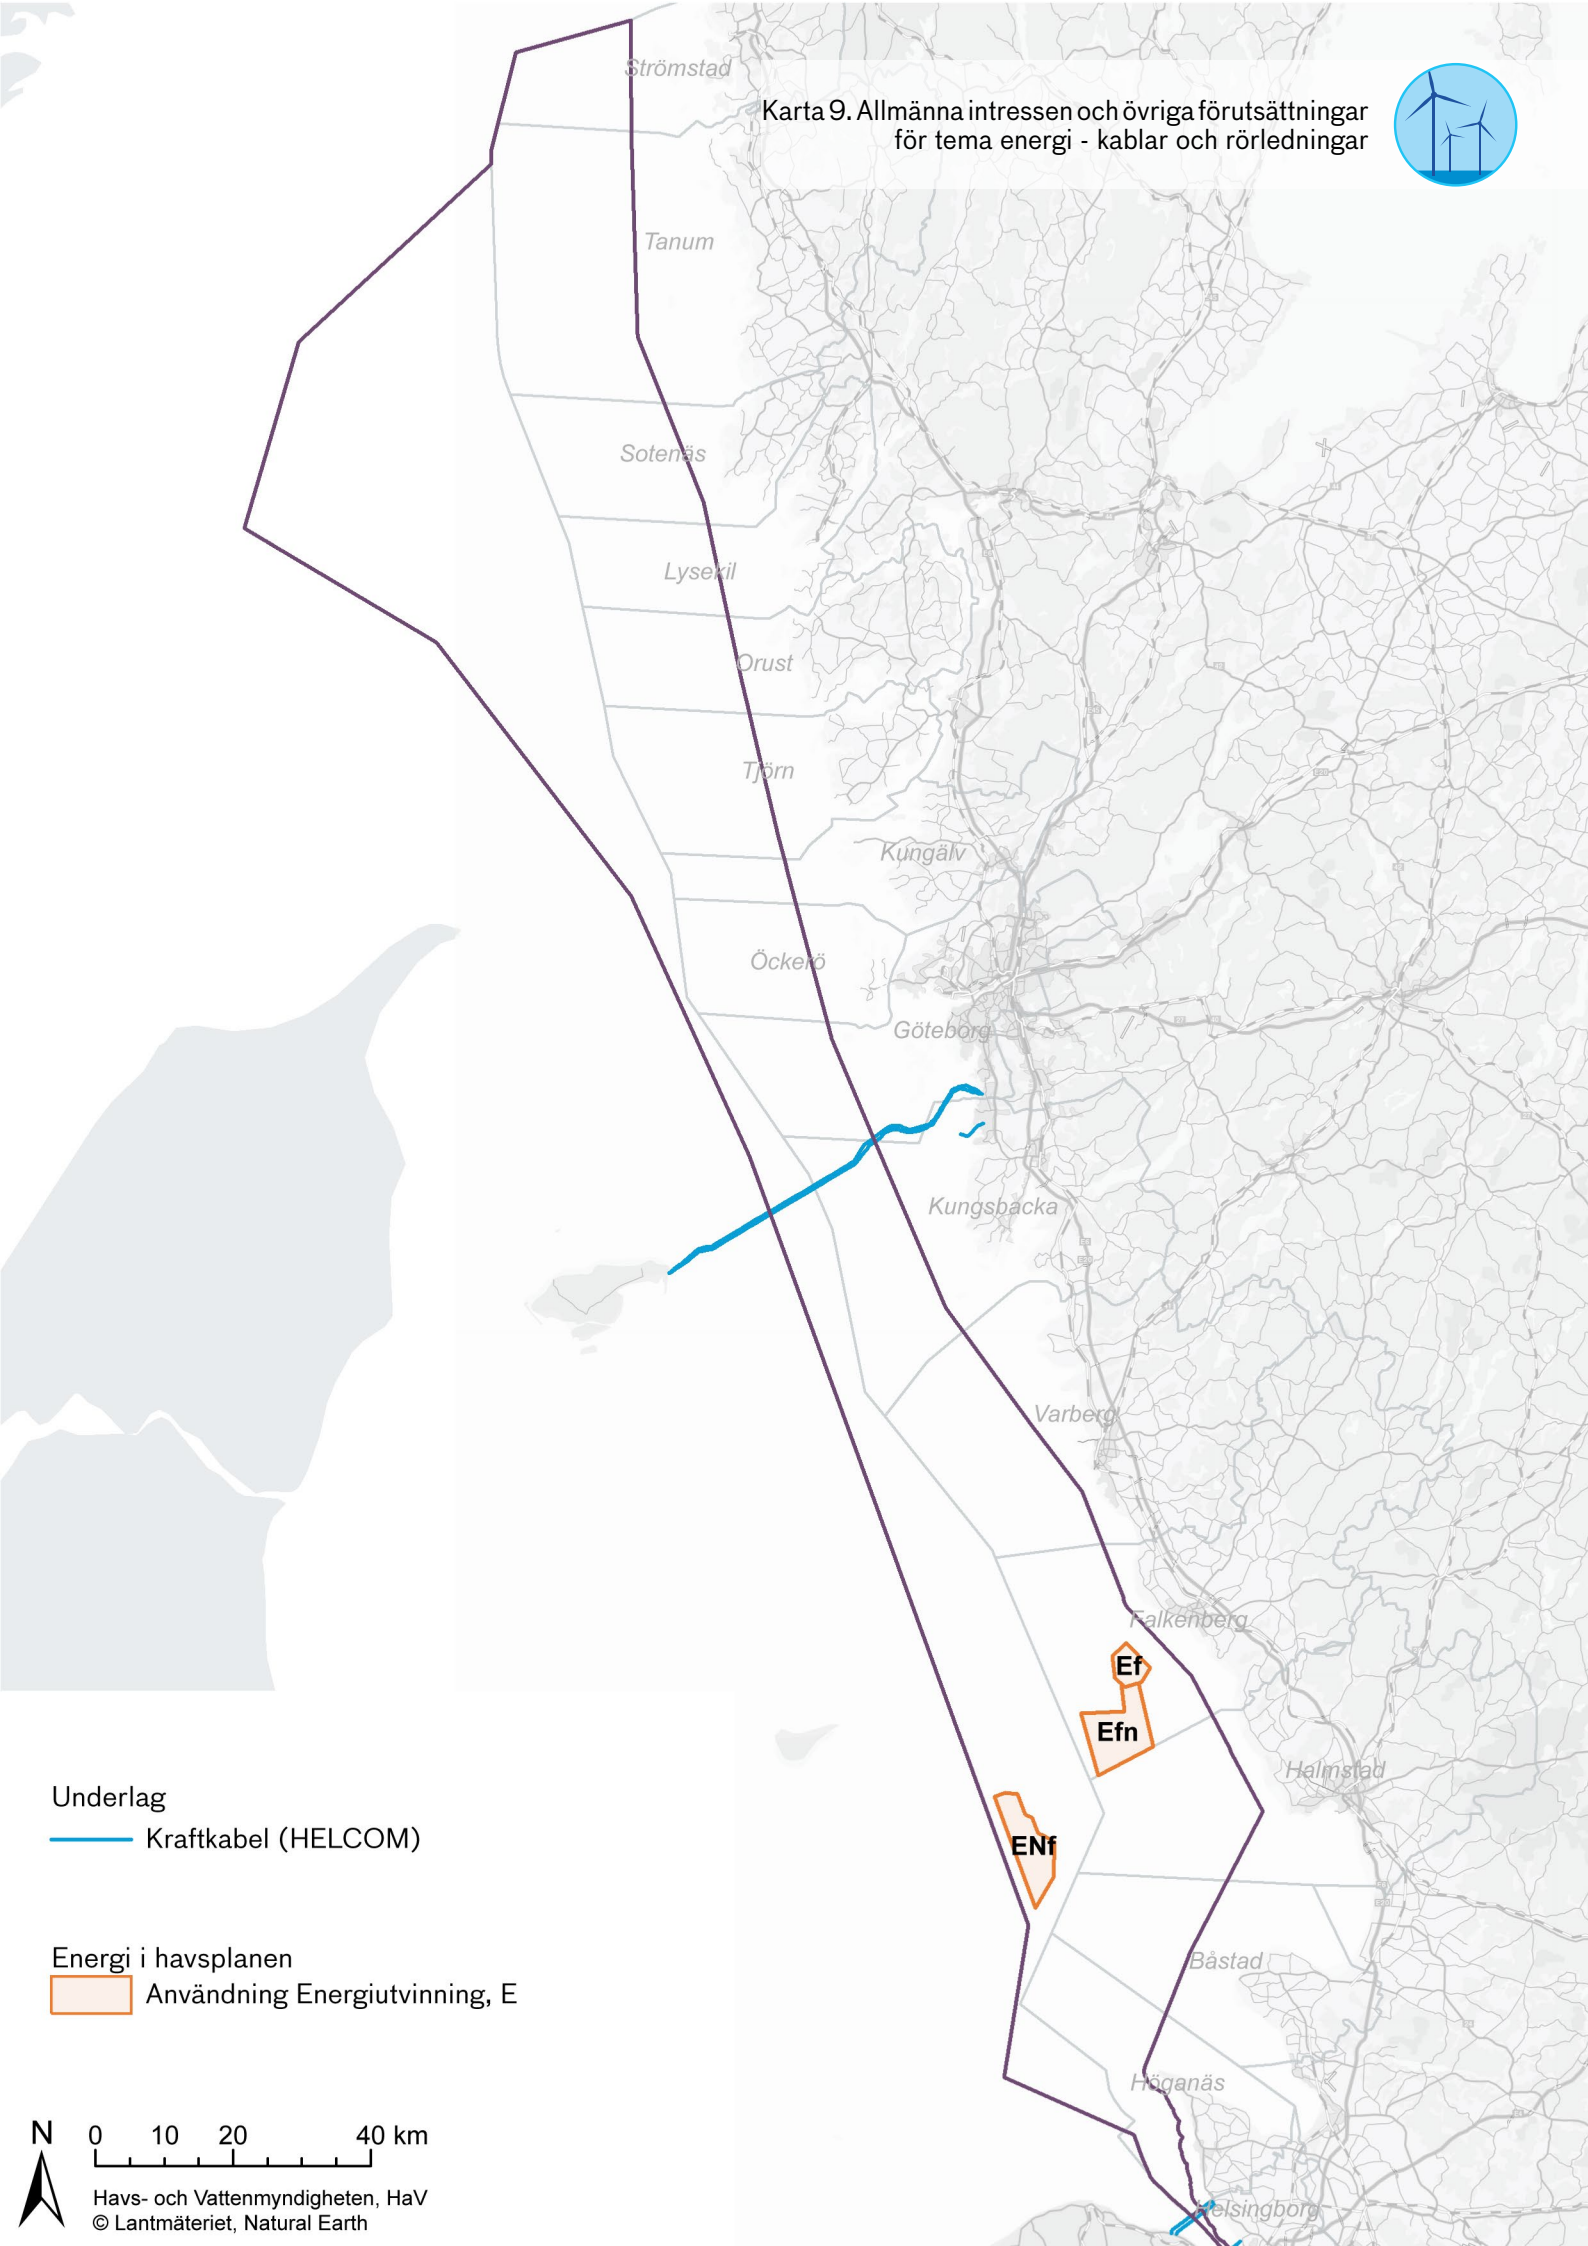 Strömstad
Karta 9. Allmänna intressen och övriga förutsättningar
för tema energi - kablar och rörledningar
Tanum
Sotenäs
Lysekil
Orust
Tjörn
Kungälv
Öckerö
Göteborg
Kungsbacka
Varberg
Falkenberg
Ef
Efn
Halmstad
ENf
Båstad
Höganäs
Helsingborg
Underlag
Kraftkabel (HELCOM)
Energi i havsplanen
Användning Energiutvinning, E
N 0 10 20 40 km
Havs- och Vattenmyndigheten, HaV
© Lantmäteriet, Natural Earth